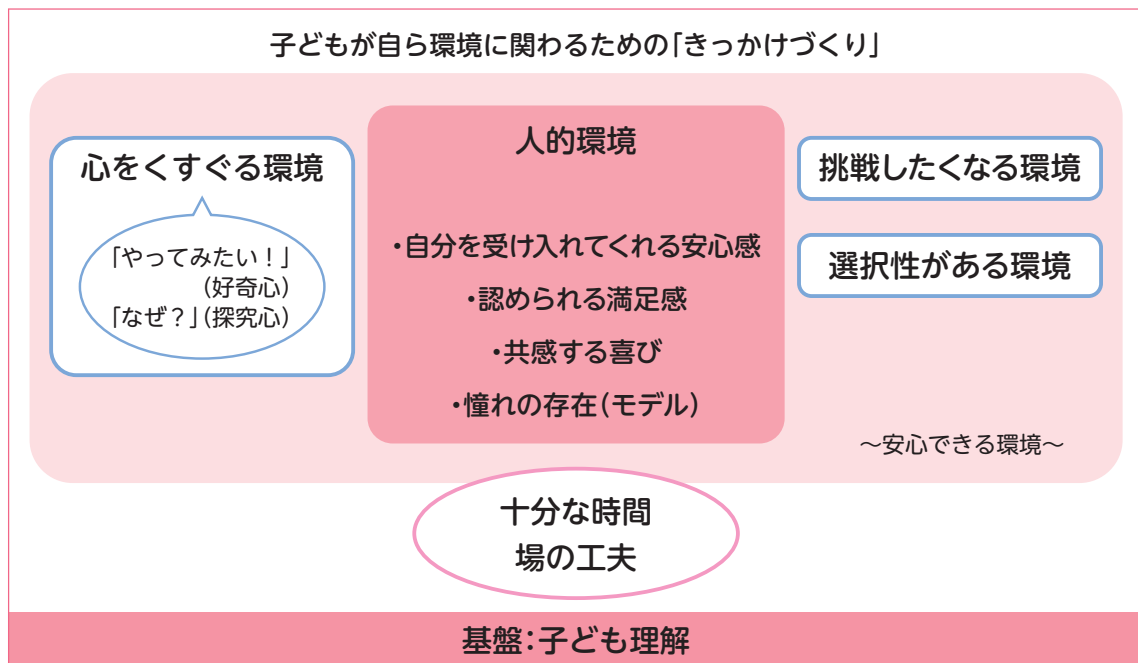 子どもが自ら環境に関わるための「きっかけづくり」
心をくすぐる環境
「やってみたい！」
（好奇心）
「なぜ？」（探究心）
人的環境
・自分を受け入れてくれる安心感
・認められる満足感
・共感する喜び
・憧れの存在（モデル）
挑戦したくなる環境
選択性がある環境
～安心できる環境～
十分な時間
場の工夫
基盤：子ども理解